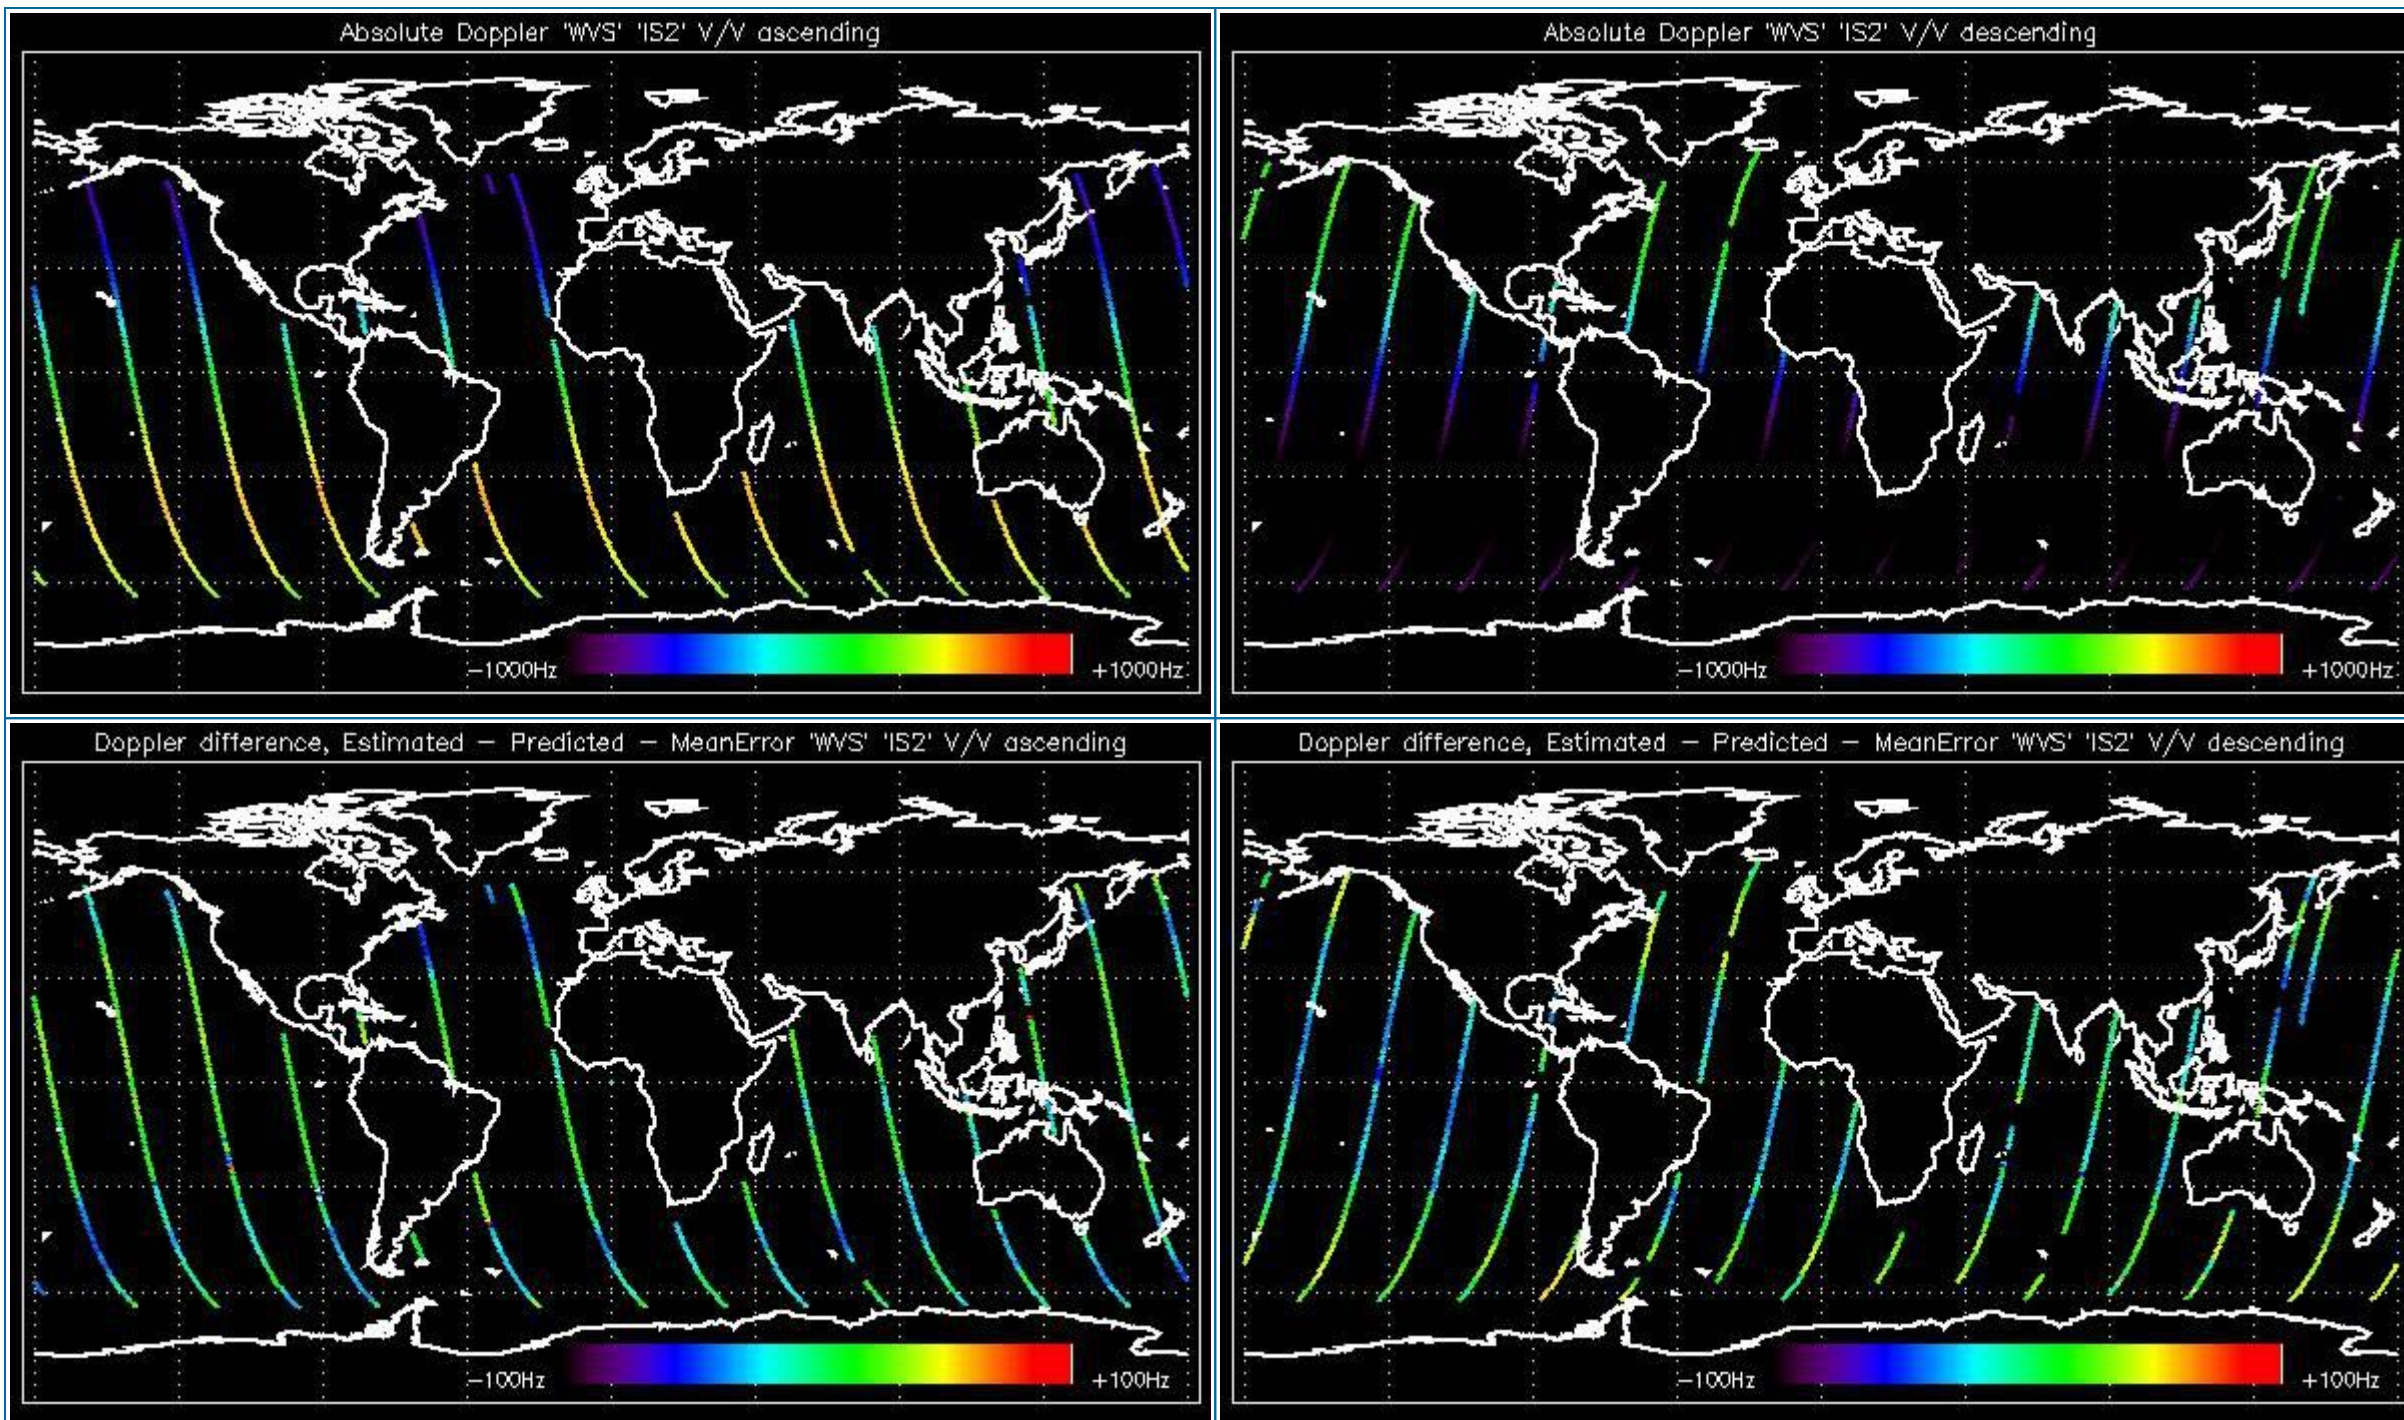 Absolute Doppler 'WVS' 'IS2' V/V ascending
-1000Hz
+1000Hz
Absolute Doppler 'WVS' 'IS2' V/V descending
-1000Hz
+1000Hz
Doppler difference, Estimated - Predicted - MeanError 'WVS' 'IS2' V/V ascending
-100Hz
+100Hz
Doppler difference, Estimated - Predicted - MeanError 'WVS' 'IS2' V/V descending
-100Hz
+100Hz